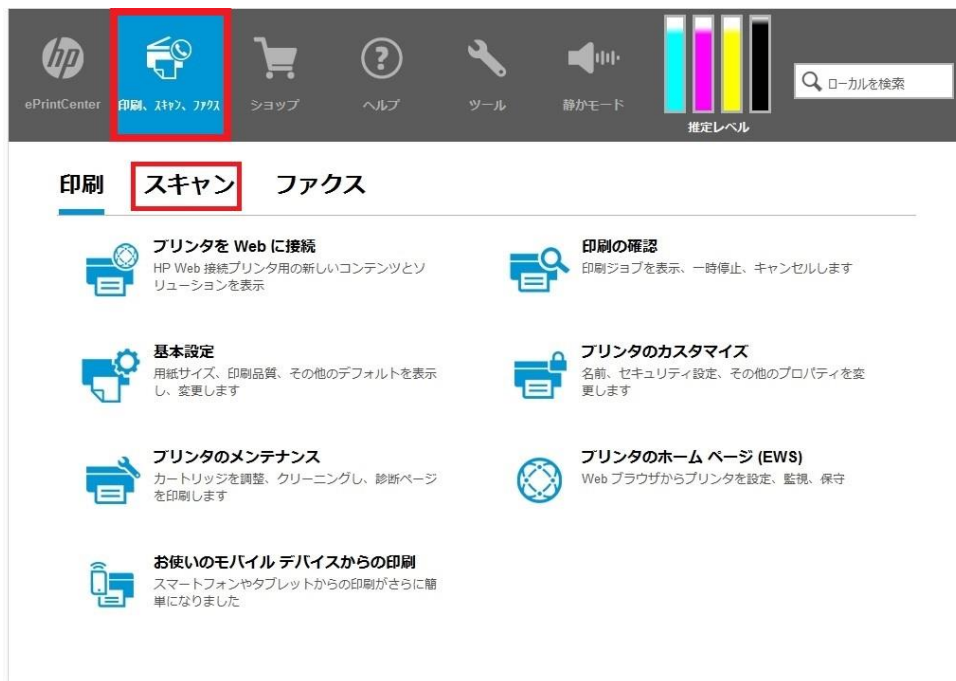 hp
ePrintCenter
印刷、スキャン、ファクス
ショップ
ヘルプ
ツール
静かモード
推定レベル
ローカルを検索
印刷
スキャン
ファクス
プリンタを Web に接続
HP Web 接続プリンタ用の新しいコンテンツとソ
リューションを表示
印刷の確認
印刷ジョブを表示、一時停止、キャンセルします
基本設定
用紙サイズ、印刷品質、その他のデフォルトを表示
し、変更します
プリンタのカスタマイズ
名前、セキュリティ設定、その他のプロパティを変
更します
プリンタのメンテナンス
カートリッジを調整、クリーニングし、診断ページ
を印刷します
プリンタのホーム ページ (EWS)
Web ブラウザからプリンタを設定、監視、保守
お使いのモバイル デバイスからの印刷
スマートフォンやタブレットからの印刷がさらに簡
単になりました